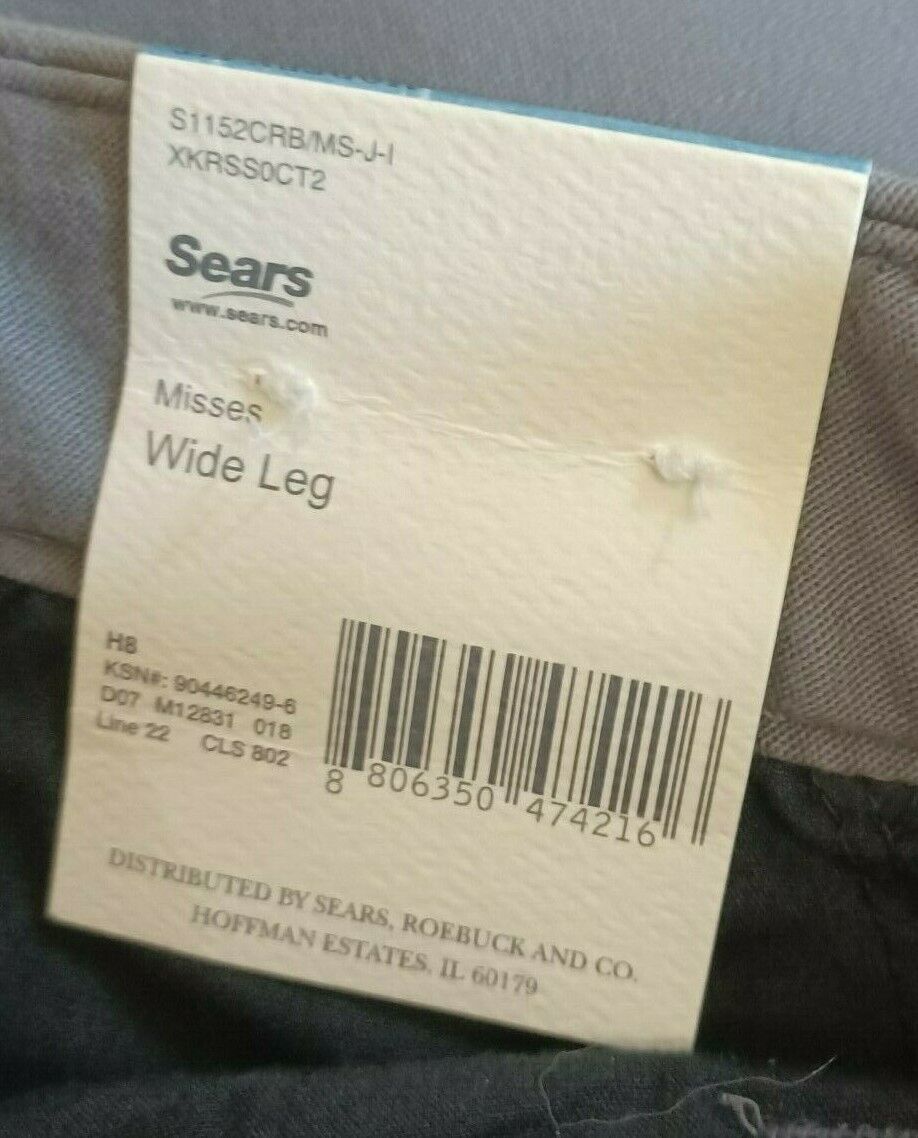 S1152CRB/MS-J-I
XKRSS0CT2
Sears
www.sears.com
Misses
Wide Leg
H8
KSN#: 90446249-6
D07 M12831 018
Line 22 CLS 802
8 806350 474216
DISTRIBUTED BY SEARS, ROEBUCK AND CO.
HOFFMAN ESTATES, IL 60179